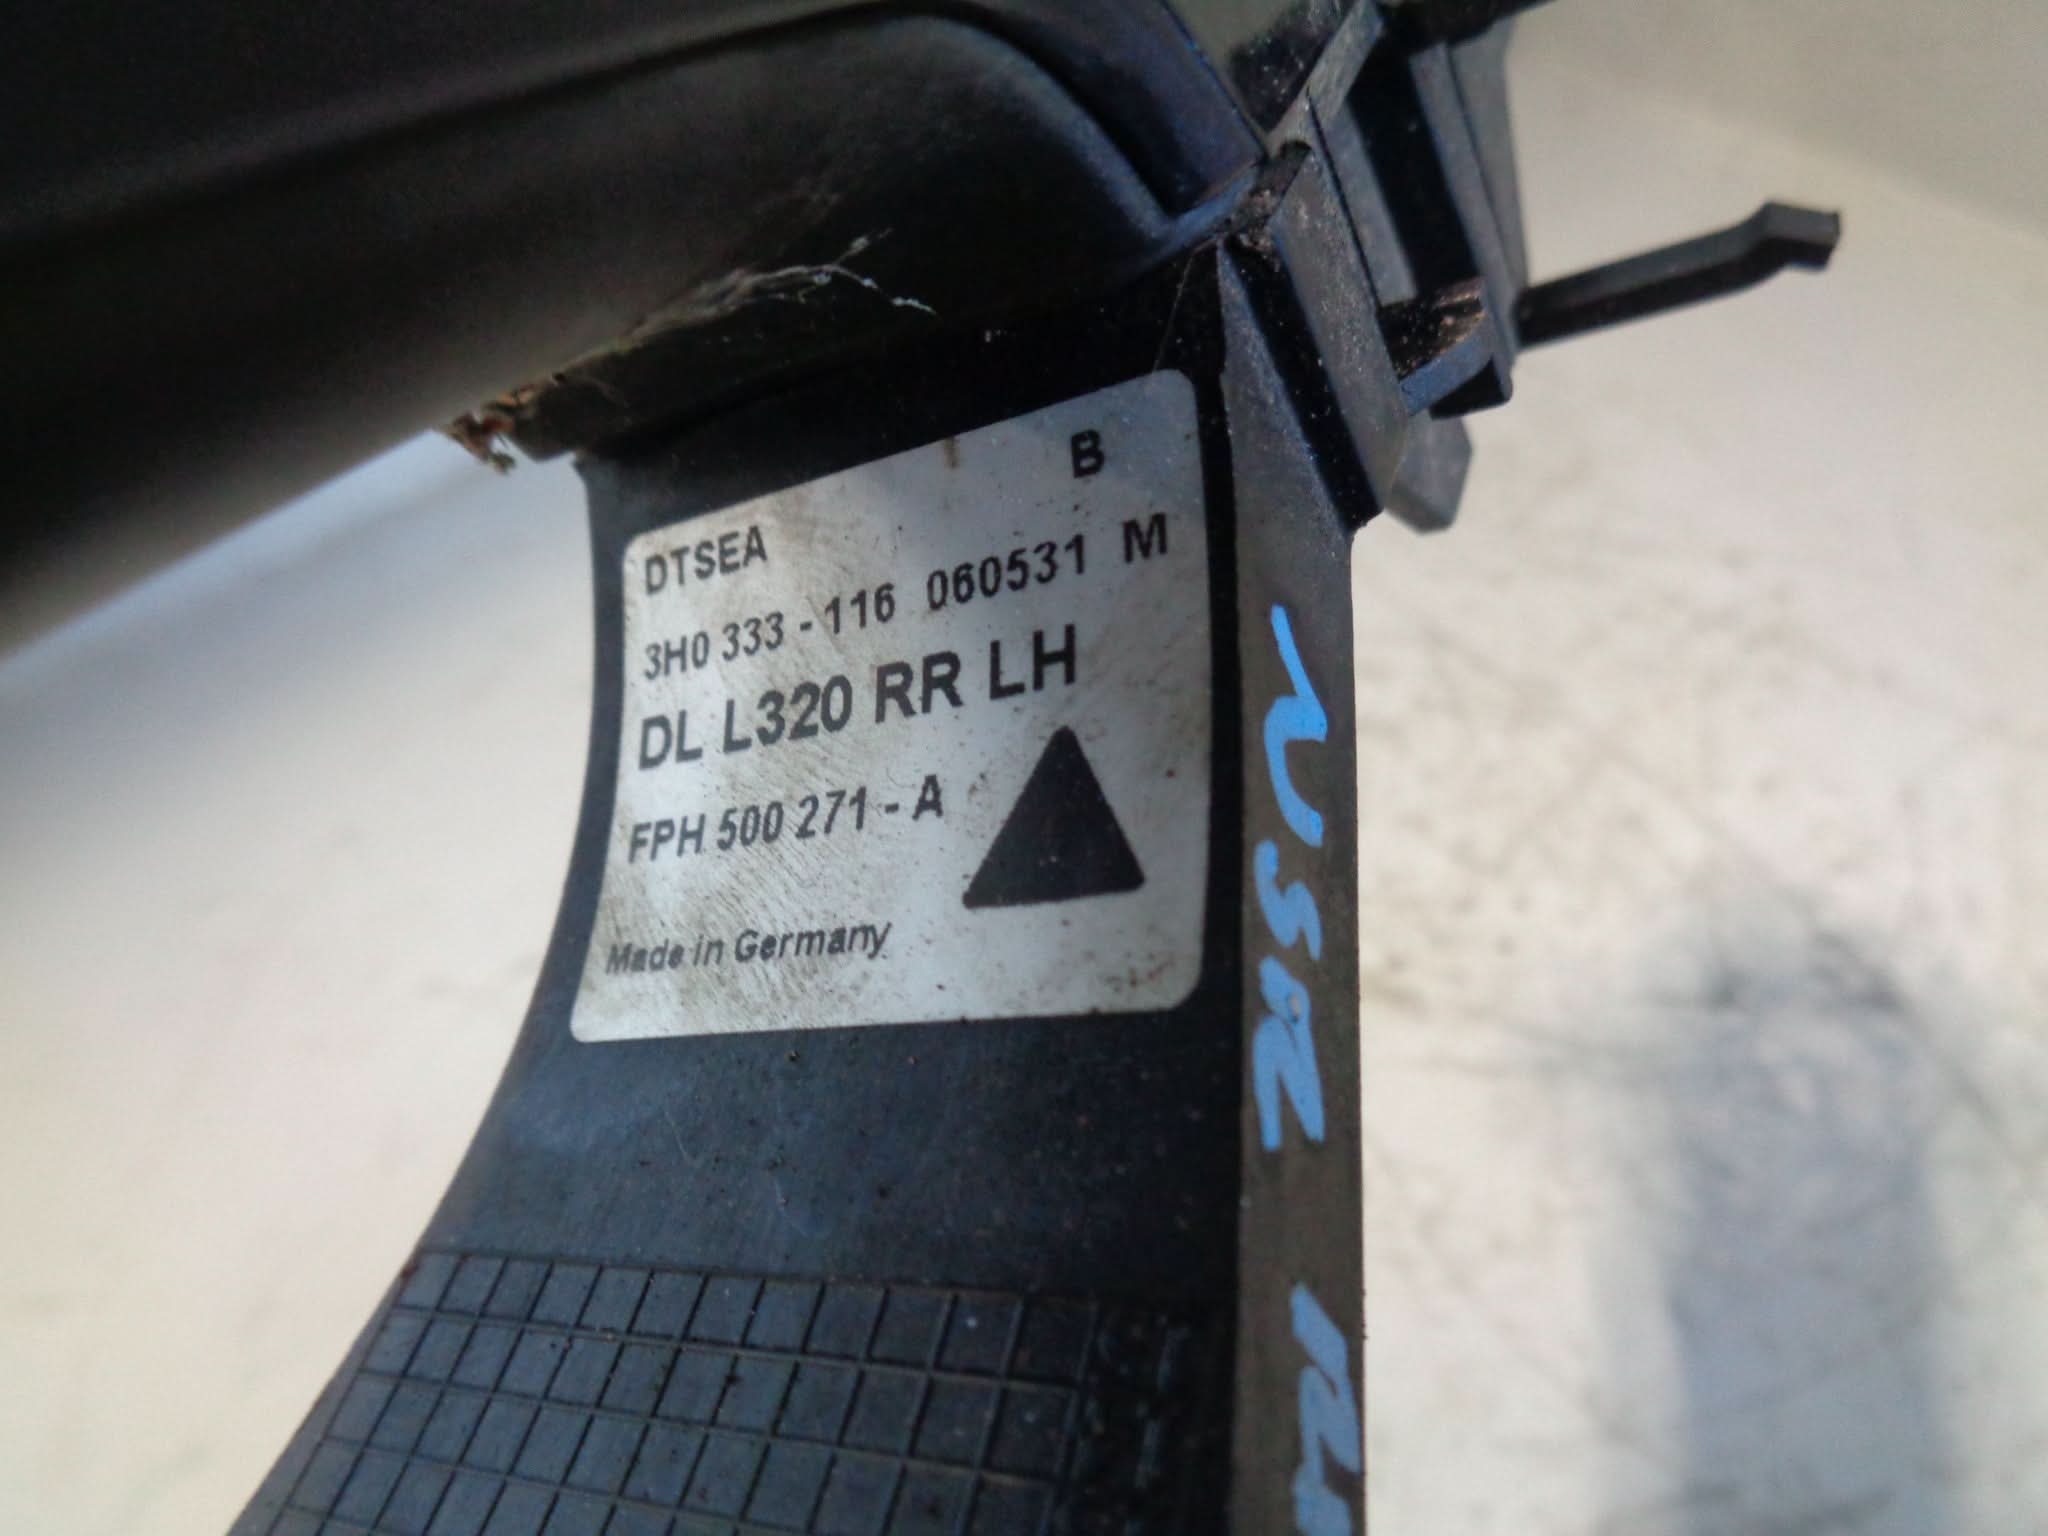 B
DTSEA
3H0 333 - 116 060531 M
DL L320 RR LH
FPH 500 271 - A
Made in Germany